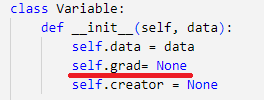 class Variable:
    def __init__(self, data):
        self.data = data
        self.grad= None
        self.creator = None